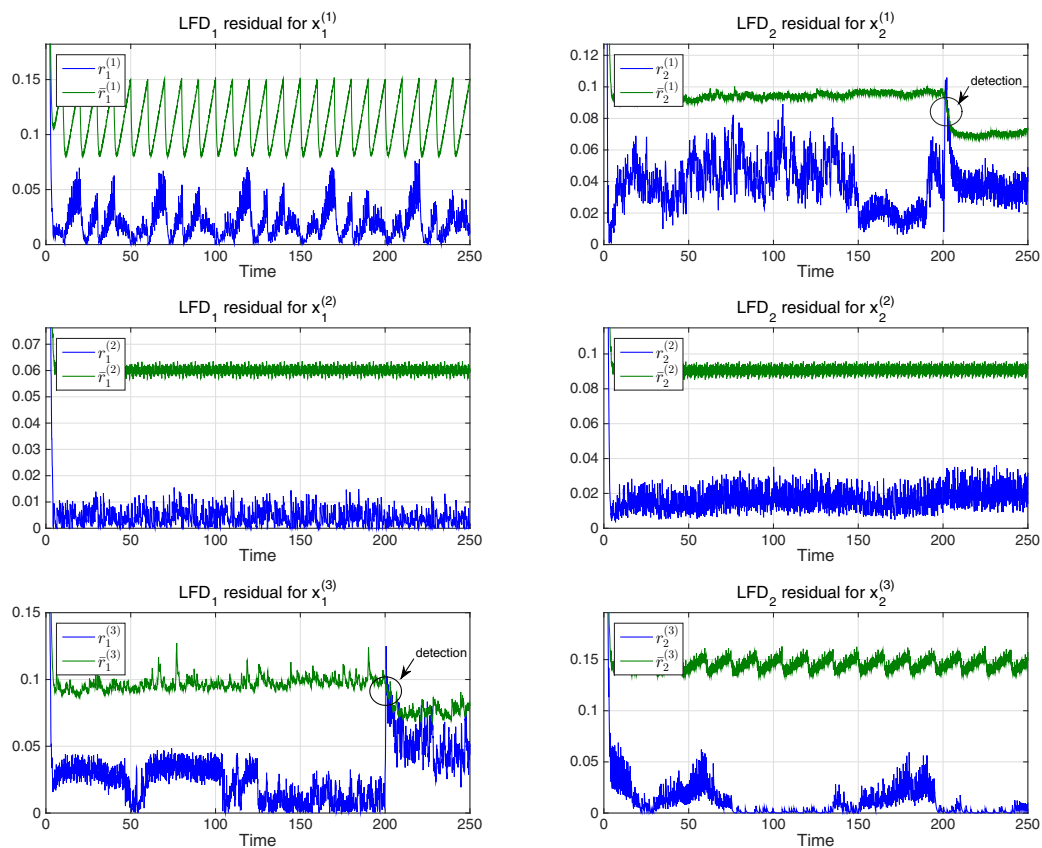 LFD₁ residual for x₁⁽¹⁾
0.15
0.1
0.05
0
r₁⁽¹⁾
r̄₁⁽¹⁾
0 50 100 150 200 250
Time
LFD₂ residual for x₂⁽¹⁾
0.12
0.1
0.08
0.06
0.04
0.02
0
r₂⁽¹⁾
r̄₂⁽¹⁾
detection
0 50 100 150 200 250
Time
LFD₁ residual for x₁⁽²⁾
0.07
0.06
0.05
0.04
0.03
0.02
0.01
0
r₁⁽²⁾
r̄₁⁽²⁾
0 50 100 150 200 250
Time
LFD₂ residual for x₂⁽²⁾
0.1
0.08
0.06
0.04
0.02
0
r₂⁽²⁾
r̄₂⁽²⁾
0 50 100 150 200 250
Time
LFD₁ residual for x₁⁽³⁾
0.15
0.1
0.05
0
r₁⁽³⁾
r̄₁⁽³⁾
detection
0 50 100 150 200 250
Time
LFD₂ residual for x₂⁽³⁾
0.15
0.1
0.05
0
r₂⁽³⁾
r̄₂⁽³⁾
0 50 100 150 200 250
Time